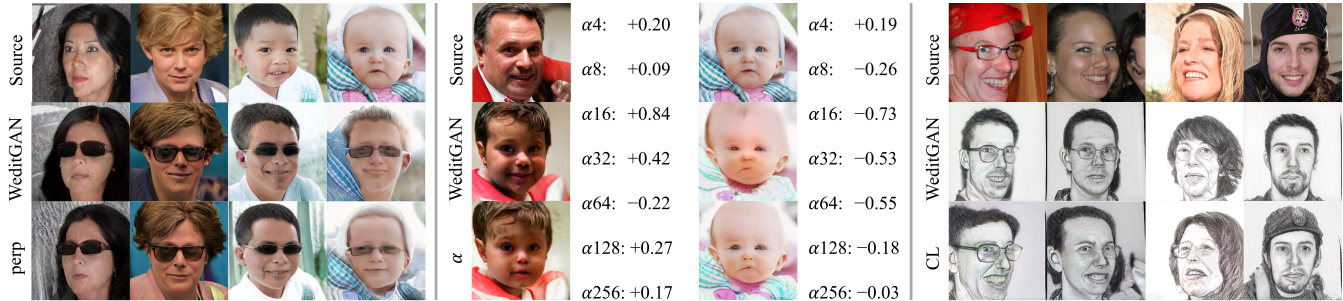 Source
WeditGAN
perp
Source
WeditGAN
α
α4: +0.20
α8: +0.09
α16: +0.84
α32: +0.42
α64: −0.22
α128: +0.27
α256: +0.17
α4: +0.19
α8: −0.26
α16: −0.73
α32: −0.53
α64: −0.55
α128: −0.18
α256: −0.03
Source
WeditGAN
CL